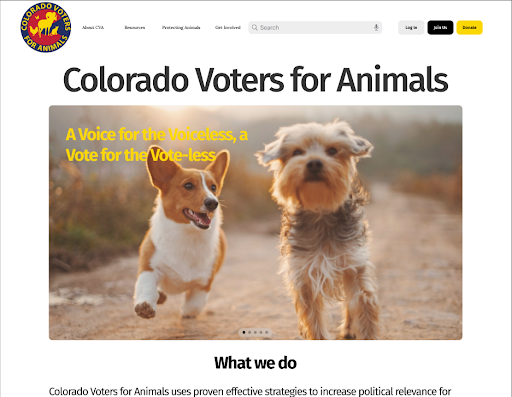 COLORADO VOTERS
FOR ANIMALS
About CVA
Resources
Protecting Animals
Get Involved
Search
Log in
Join Us
Donate
Colorado Voters for Animals
A Voice for the Voiceless, a
Vote for the Vote-less
What we do
Colorado Voters for Animals uses proven effective strategies to increase political relevance for